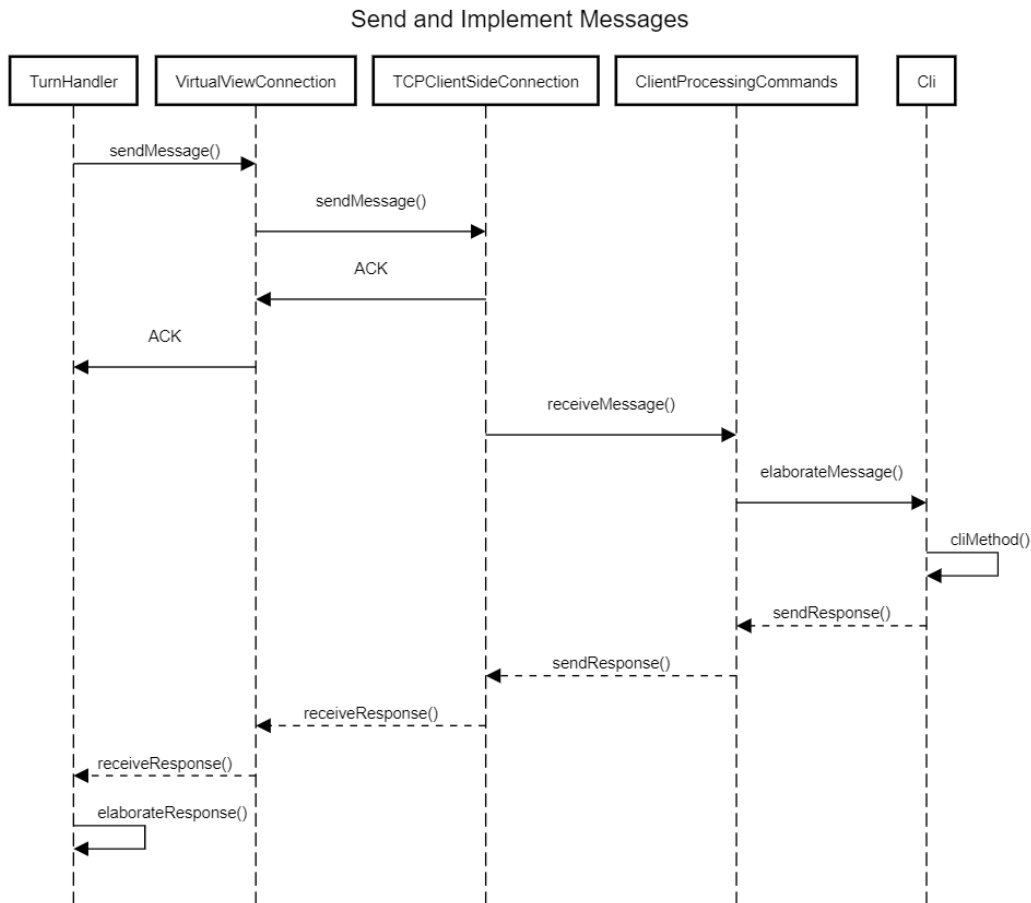 Send and Implement Messages
TurnHandler
VirtualViewConnection
TCPClientSideConnection
ClientProcessingCommands
Cli
sendMessage()
sendMessage()
ACK
ACK
receiveMessage()
elaborateMessage()
cliMethod()
sendResponse()
sendResponse()
receiveResponse()
receiveResponse()
elaborateResponse()